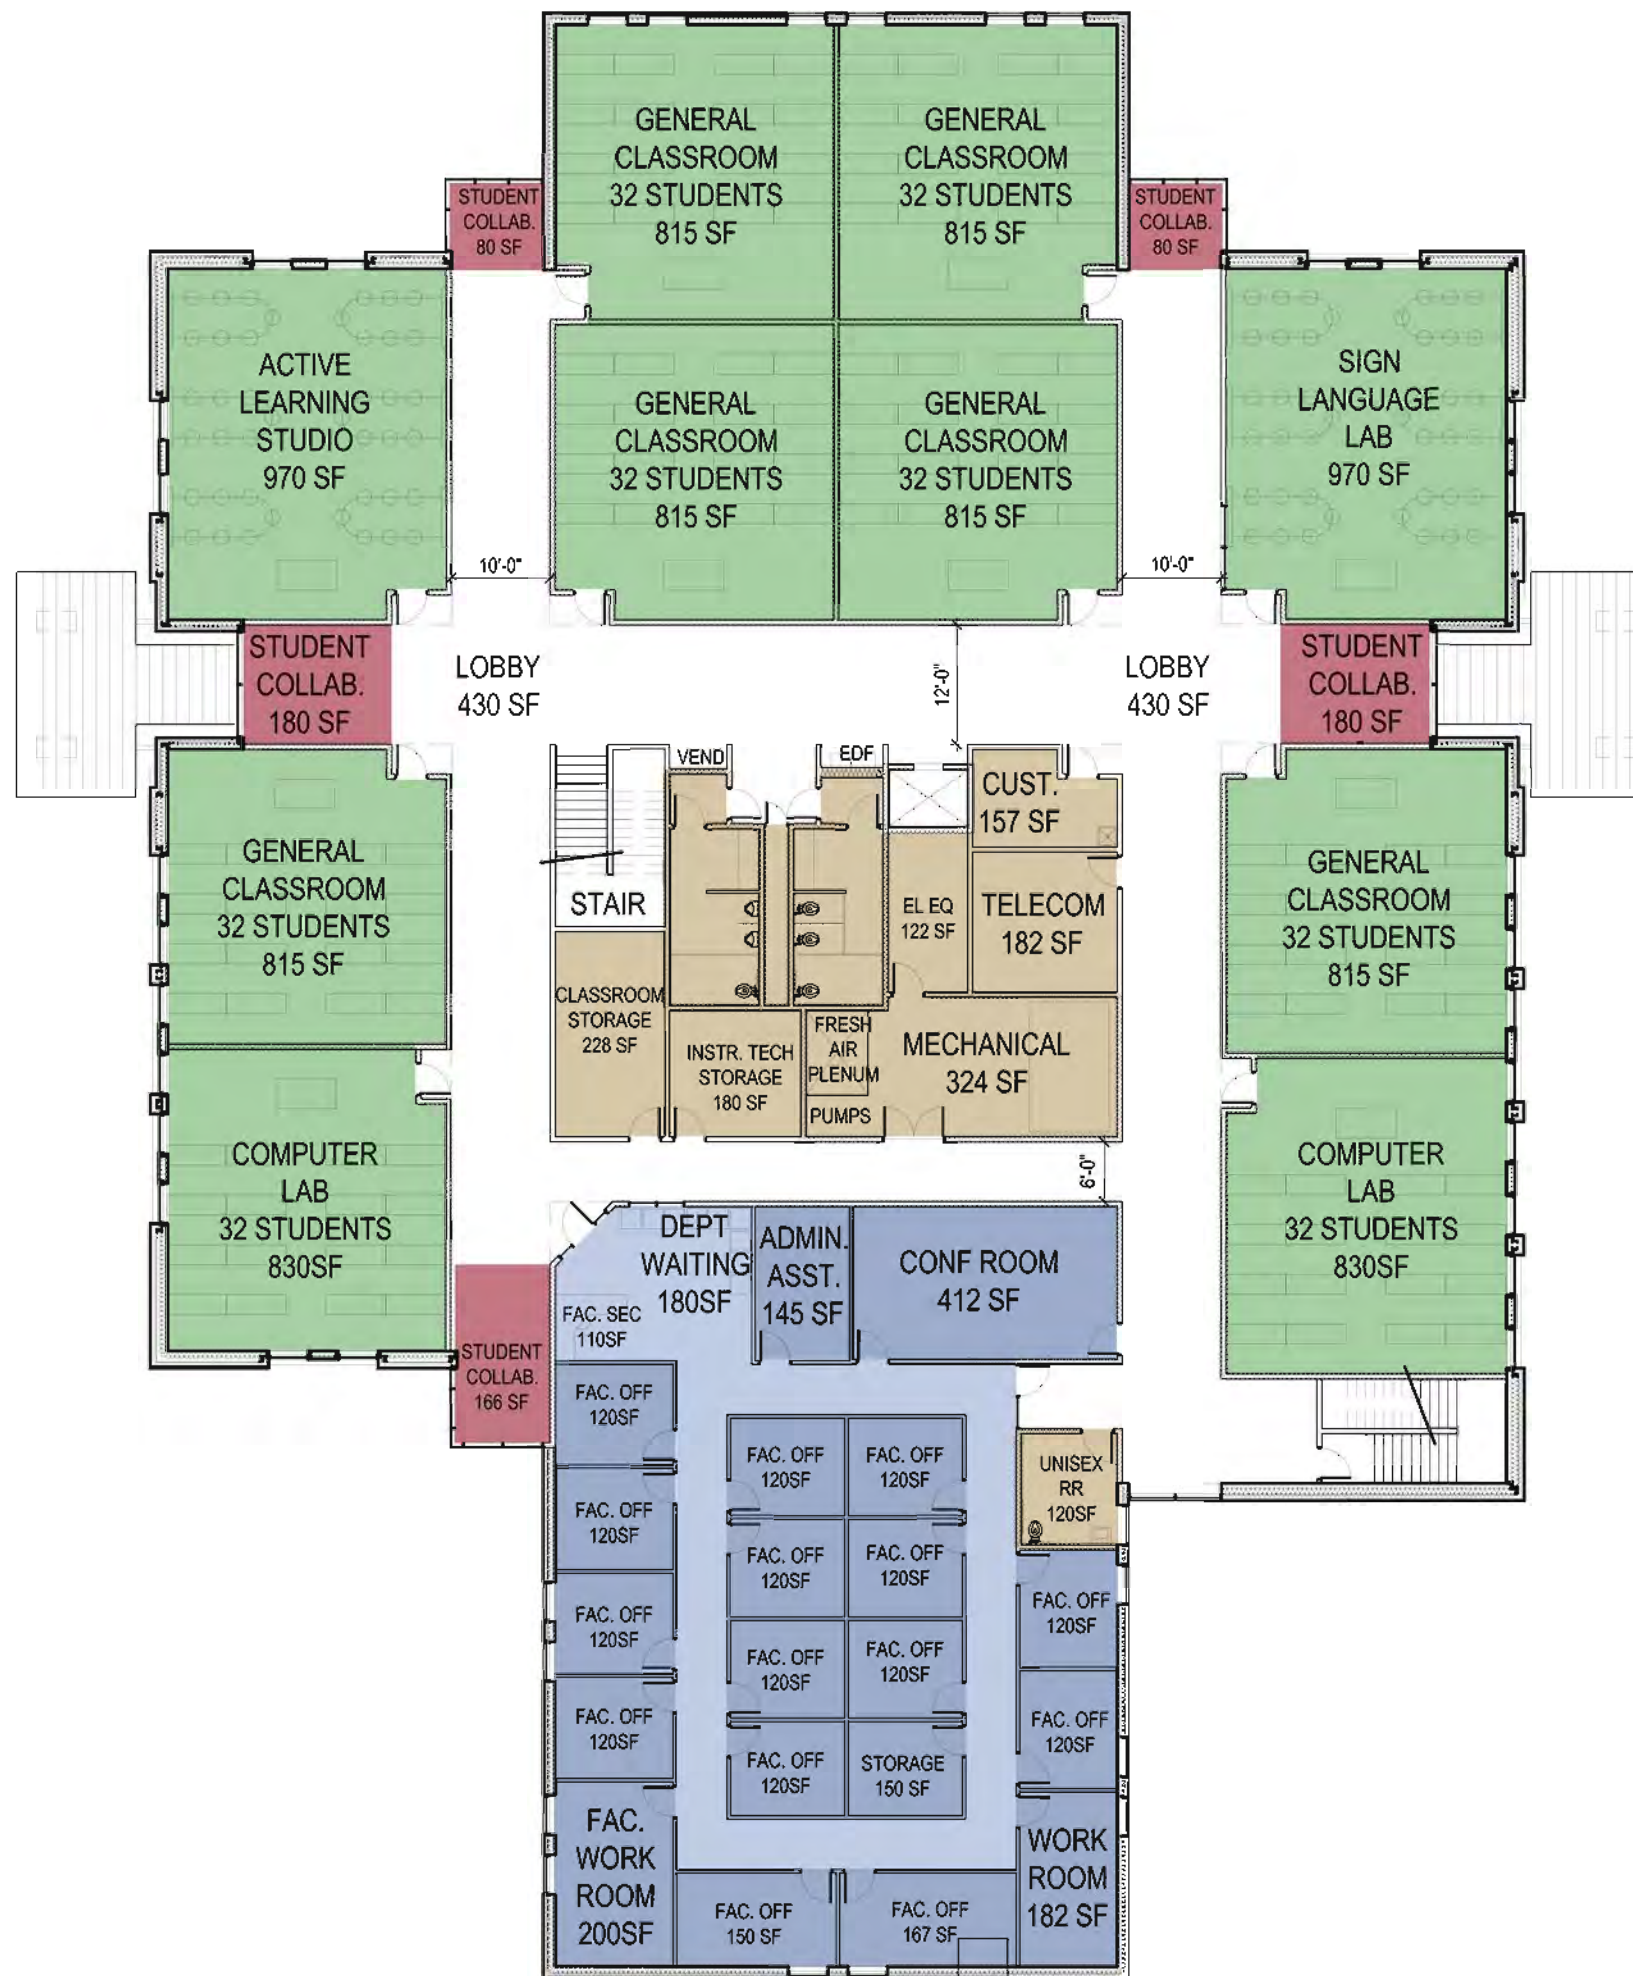 GENERAL
CLASSROOM
32 STUDENTS
815 SF
GENERAL
CLASSROOM
32 STUDENTS
815 SF
STUDENT
COLLAB.
80 SF
STUDENT
COLLAB.
80 SF
ACTIVE
LEARNING
STUDIO
970 SF
GENERAL
CLASSROOM
32 STUDENTS
815 SF
GENERAL
CLASSROOM
32 STUDENTS
815 SF
SIGN
LANGUAGE
LAB
970 SF
10'-0"
10'-0"
STUDENT
COLLAB.
180 SF
LOBBY
430 SF
12'-0"
LOBBY
430 SF
STUDENT
COLLAB.
180 SF
VEND
EDF
CUST.
157 SF
GENERAL
CLASSROOM
32 STUDENTS
815 SF
STAIR
EL EQ
122 SF
TELECOM
182 SF
GENERAL
CLASSROOM
32 STUDENTS
815 SF
CLASSROOM
STORAGE
228 SF
INSTR. TECH
STORAGE
180 SF
FRESH
AIR
PLENUM
PUMPS
MECHANICAL
324 SF
COMPUTER
LAB
32 STUDENTS
830SF
6'-0"
COMPUTER
LAB
32 STUDENTS
830SF
DEPT
WAITING
180SF
ADMIN.
ASST.
145 SF
CONF ROOM
412 SF
FAC. SEC
110SF
STUDENT
COLLAB.
166 SF
FAC. OFF
120SF
FAC. OFF
120SF
FAC. OFF
120SF
UNISEX
RR
120SF
FAC. OFF
120SF
FAC. OFF
120SF
FAC. OFF
120SF
FAC. OFF
120SF
FAC. OFF
120SF
FAC. OFF
120SF
FAC. OFF
120SF
FAC. OFF
120SF
FAC. OFF
120SF
FAC. OFF
120SF
STORAGE
150 SF
FAC. OFF
120SF
FAC.
WORK
ROOM
200SF
FAC. OFF
150 SF
FAC. OFF
167 SF
WORK
ROOM
182 SF